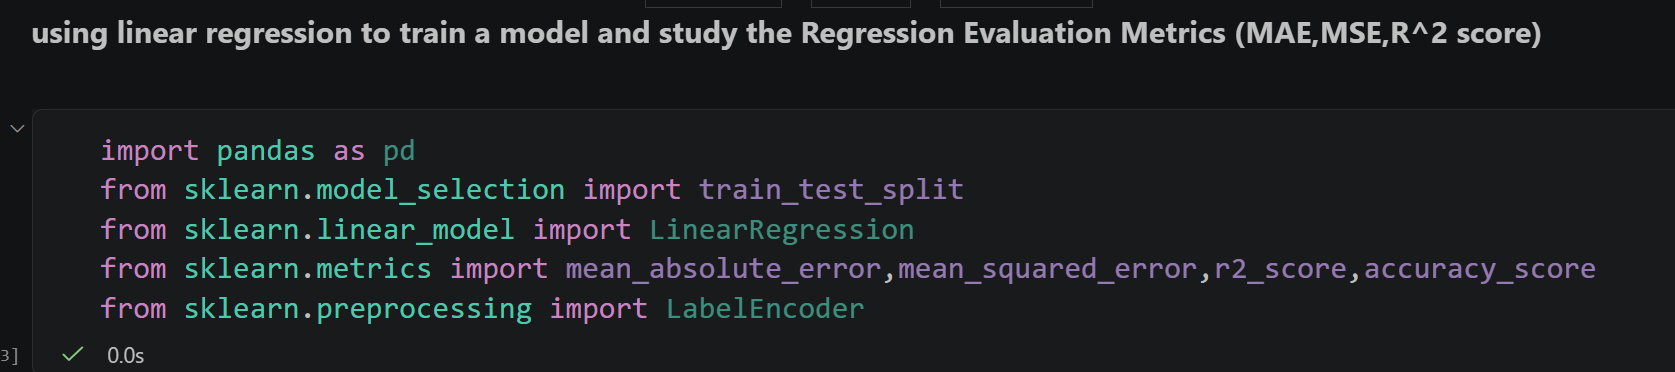 using linear regression to train a model and study the Regression Evaluation Metrics (MAE,MSE,R^2 score)
import pandas as pd
from sklearn.model_selection import train_test_split
from sklearn.linear_model import LinearRegression
from sklearn.metrics import mean_absolute_error,mean_squared_error,r2_score,accuracy_score
from sklearn.preprocessing import LabelEncoder
3] 0.0s